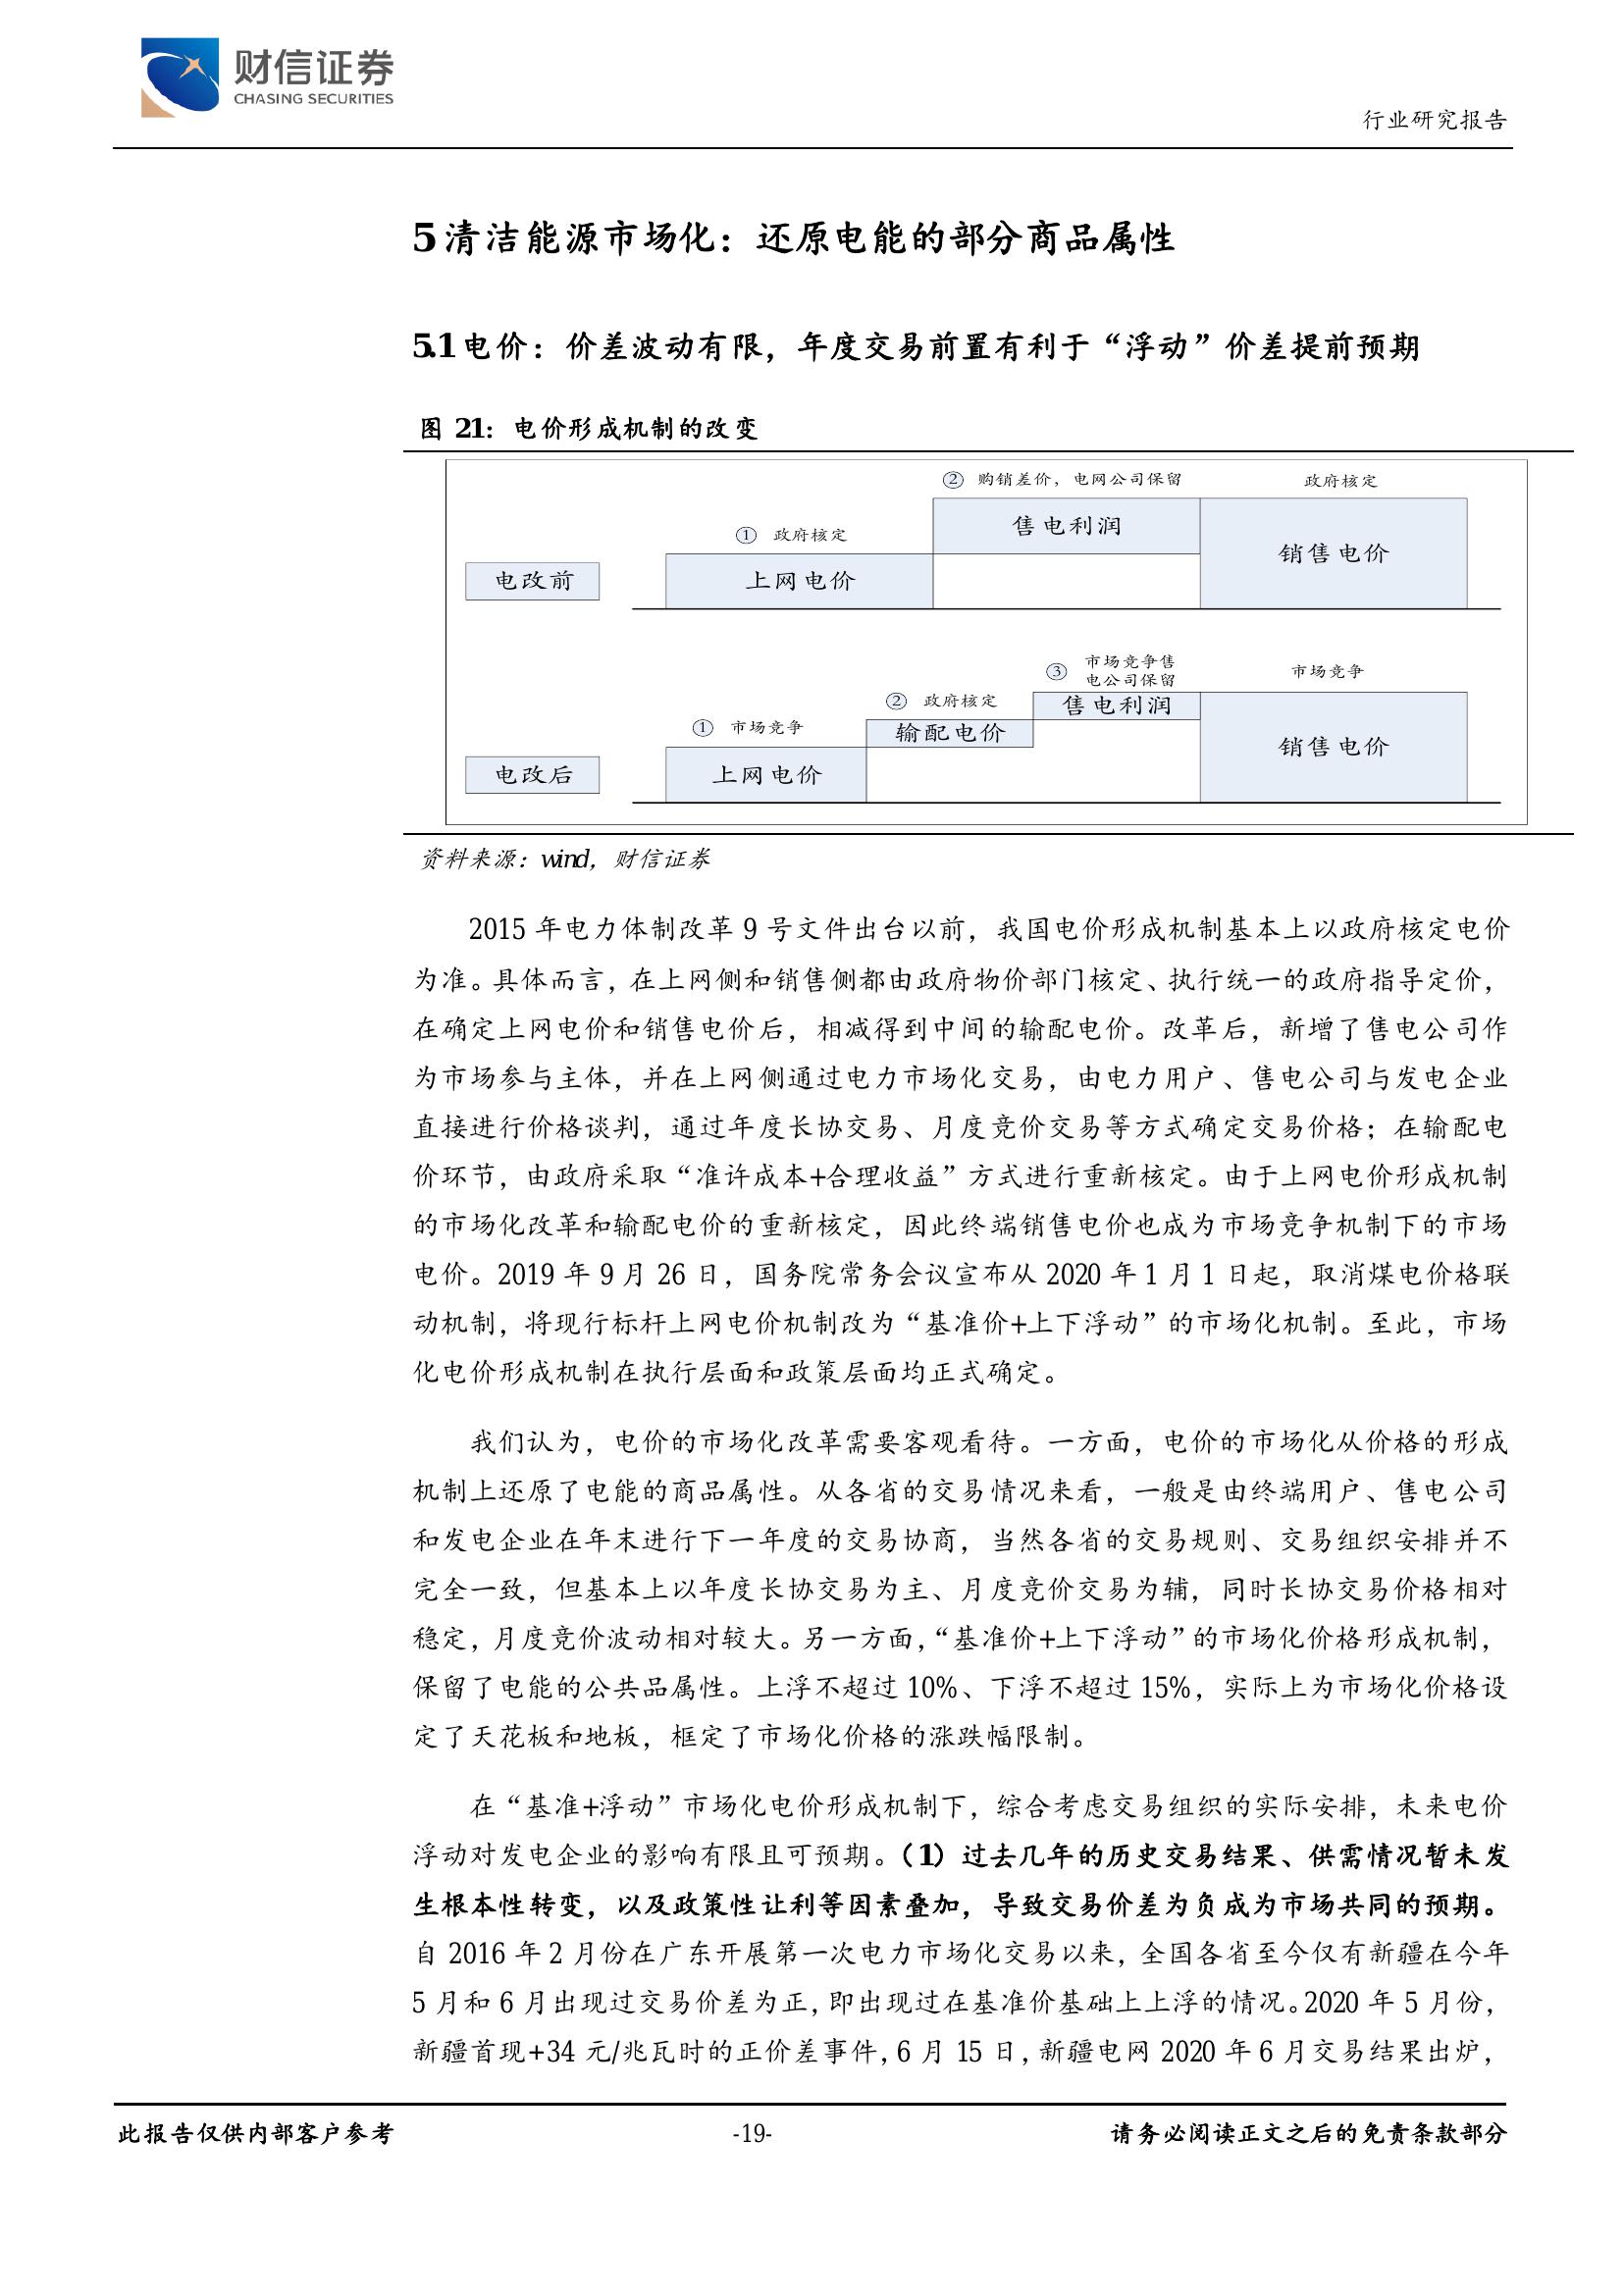 财信证券
CHASING SECURITIES
行业研究报告
5 清洁能源市场化：还原电能的部分商品属性
5.1 电价：价差波动有限，年度交易前置有利于“浮动”价差提前预期
图 21：电价形成机制的改变
② 购销差价，电网公司保留
政府核定
① 政府核定
售电利润
销售电价
电改前
上网电价
③ 市场竞争售
电公司保留
市场竞争
② 政府核定
售电利润
① 市场竞争
输配电价
销售电价
电改后
上网电价
资料来源：wind，财信证券
2015 年电力体制改革 9 号文件出台以前，我国电价形成机制基本上以政府核定电价
为准。具体而言，在上网侧和销售侧都由政府物价部门核定、执行统一的政府指导定价，
在确定上网电价和销售电价后，相减得到中间的输配电价。改革后，新增了售电公司作
为市场参与主体，并在上网侧通过电力市场化交易，由电力用户、售电公司与发电企业
直接进行价格谈判，通过年度长协交易、月度竞价交易等方式确定交易价格；在输配电
价环节，由政府采取“准许成本+合理收益”方式进行重新核定。由于上网电价形成机制
的市场化改革和输配电价的重新核定，因此终端销售电价也成为市场竞争机制下的市场
电价。2019 年 9 月 26 日，国务院常务会议宣布从 2020 年 1 月 1 日起，取消煤电价格联
动机制，将现行标杆上网电价机制改为“基准价+上下浮动”的市场化机制。至此，市场
化电价形成机制在执行层面和政策层面均正式确定。
我们认为，电价的市场化改革需要客观看待。一方面，电价的市场化从价格的形成
机制上还原了电能的商品属性。从各省的交易情况来看，一般是由终端用户、售电公司
和发电企业在年末进行下一年度的交易协商，当然各省的交易规则、交易组织安排并不
完全一致，但基本上以年度长协交易为主、月度竞价交易为辅，同时长协交易价格相对
稳定，月度竞价波动相对较大。另一方面，“基准价+上下浮动”的市场化价格形成机制，
保留了电能的公共品属性。上浮不超过 10%、下浮不超过 15%，实际上为市场化价格设
定了天花板和地板，框定了市场化价格的涨跌幅限制。
在“基准+浮动”市场化电价形成机制下，综合考虑交易组织的实际安排，未来电价
浮动对发电企业的影响有限且可预期。（1）过去几年的历史交易结果、供需情况暂未发
生根本性转变，以及政策性让利等因素叠加，导致交易价差为负成为市场共同的预期。
自 2016 年 2 月份在广东开展第一次电力市场化交易以来，全国各省至今仅有新疆在今年
5 月和 6 月出现过交易价差为正，即出现过在基准价基础上上浮的情况。2020 年 5 月份，
新疆首现+34 元/兆瓦时的正价差事件，6 月 15 日，新疆电网 2020 年 6 月交易结果出炉，
此报告仅供内部客户参考
-19-
请务必阅读正文之后的免责条款部分